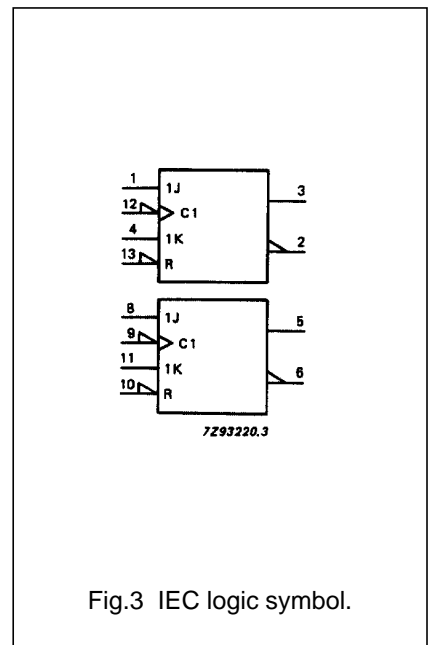 1 1J 3
12 C1
4 1K 2
13 R
8 1J 5
9 C1
11 1K 6
10 R
7Z93220.3
Fig.3 IEC logic symbol.